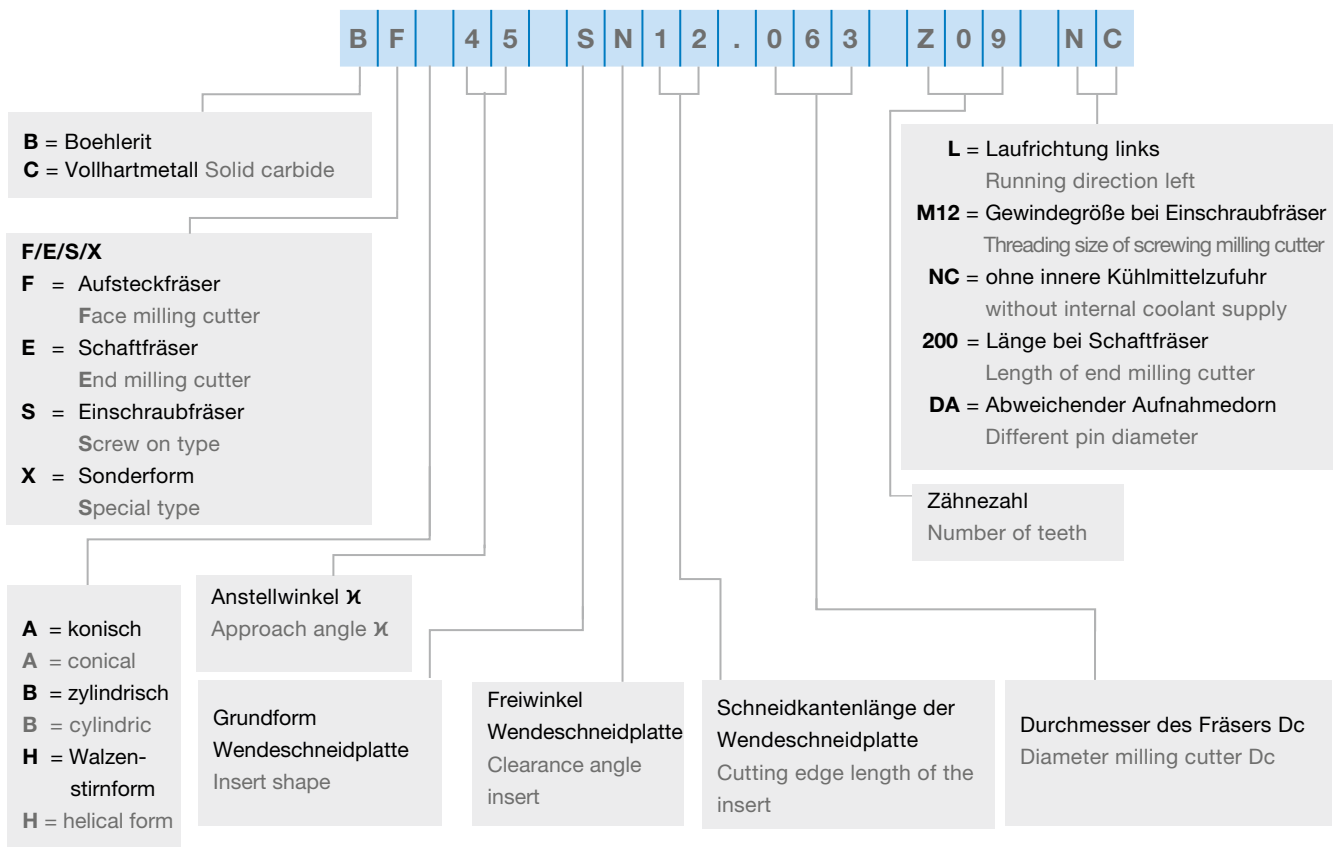 B F 4 5 S N 1 2 . 0 6 3 Z 0 9 N C
B = Boehlerit
C = Vollhartmetall Solid carbide
F/E/S/X
F = Aufsteckfräser
Face milling cutter
E = Schaftfräser
End milling cutter
S = Einschraubfräser
Screw on type
X = Sonderform
Special type
L = Laufrichtung links
Running direction left
M12 = Gewindegröße bei Einschraubfräser
Threading size of screwing milling cutter
NC = ohne innere Kühlmittelzufuhr
without internal coolant supply
200 = Länge bei Schaftfräser
Length of end milling cutter
DA = Abweichender Aufnahmedorn
Different pin diameter
Zähnezahl
Number of teeth
A = konisch
A = conical
B = zylindrisch
B = cylindric
H = Walzen-
stirnform
H = helical form
Anstellwinkel ϰ
Approach angle ϰ
Grundform
Wendeschneidplatte
Insert shape
Freiwinkel
Wendeschneidplatte
Clearance angle
insert
Schneidkantenlänge der
Wendeschneidplatte
Cutting edge length of the
insert
Durchmesser des Fräsers Dc
Diameter milling cutter Dc